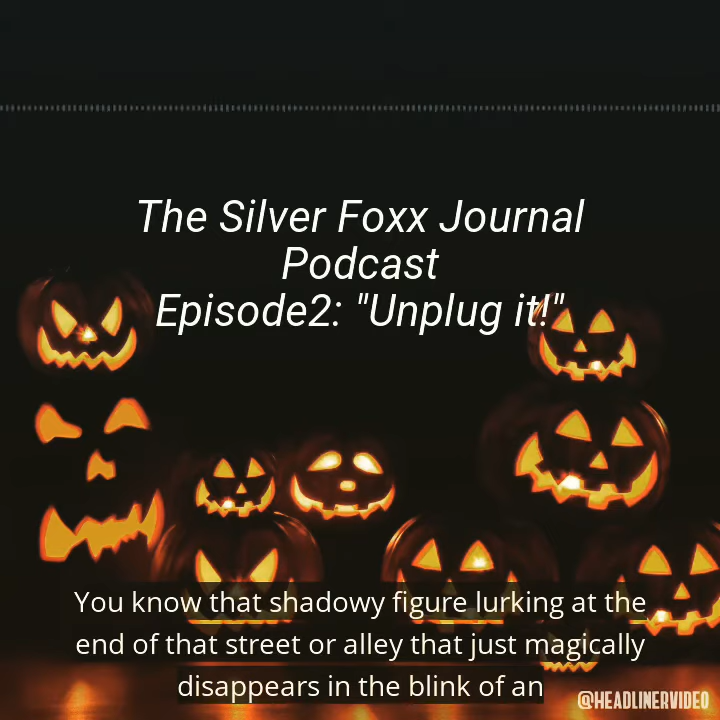 The Silver Foxx Journal
Podcast
Episode2: "Unplug it!"
You know that shadowy figure lurking at the
end of that street or alley that just magically
disappears in the blink of an
@HEADLINERVIDEO